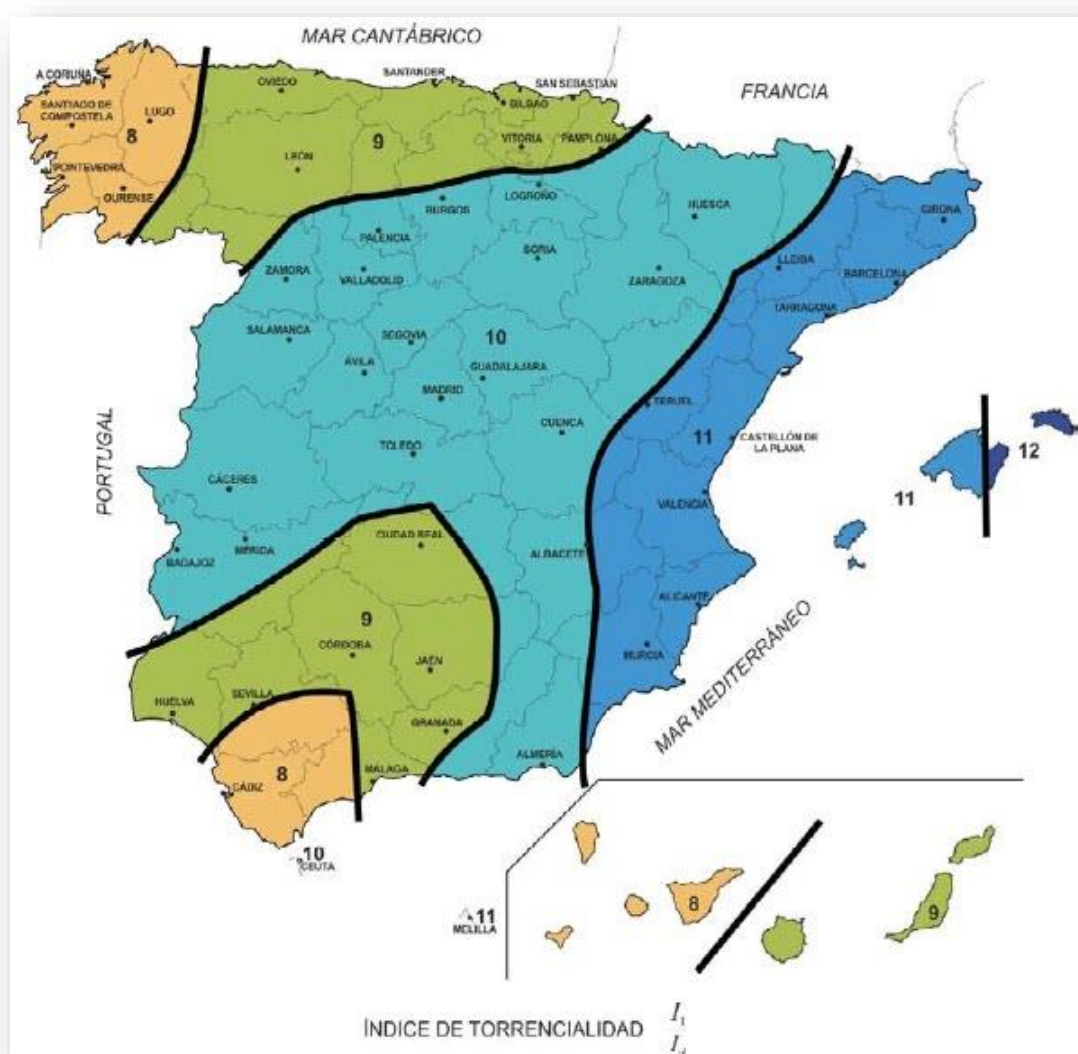 MAR CANTÁBRICO
A CORUÑA
OVIEDO
SANTANDER
SAN SEBASTIÁN
FRANCIA
SANTIAGO DE
COMPOSTELA
LUGO
8
BILBAO
9
VITORIA
PAMPLONA
LEÓN
PONTEVEDRA
OURENSE
LOGROÑO
BURGOS
HUESCA
GIRONA
PALENCIA
SORIA
ZAMORA
VALLADOLID
ZARAGOZA
LLEIDA
BARCELONA
TARRAGONA
SALAMANCA
SEGOVIA
10
ÁVILA
GUADALAJARA
MADRID
TERUEL
CUENCA
11
CASTELLÓN DE
LA PLANA
TOLEDO
12
PORTUGAL
CÁCERES
VALENCIA
11
MÉRIDA
BADAJOZ
CIUDAD REAL
ALBACETE
ALICANTE
9
CÓRDOBA
JAÉN
MURCIA
MAR MEDITERRÁNEO
HUELVA
SEVILLA
GRANADA
ALMERÍA
MÁLAGA
8
CÁDIZ
10
CEUTA
11
MELILLA
8
9
ÍNDICE DE TORRENCIALIDAD
I₁
I_d